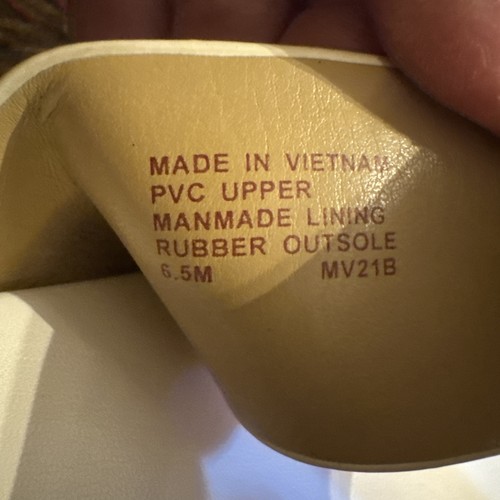 MADE IN VIETNAM
PVC UPPER
MANMADE LINING
RUBBER OUTSOLE
6.5M MV21B